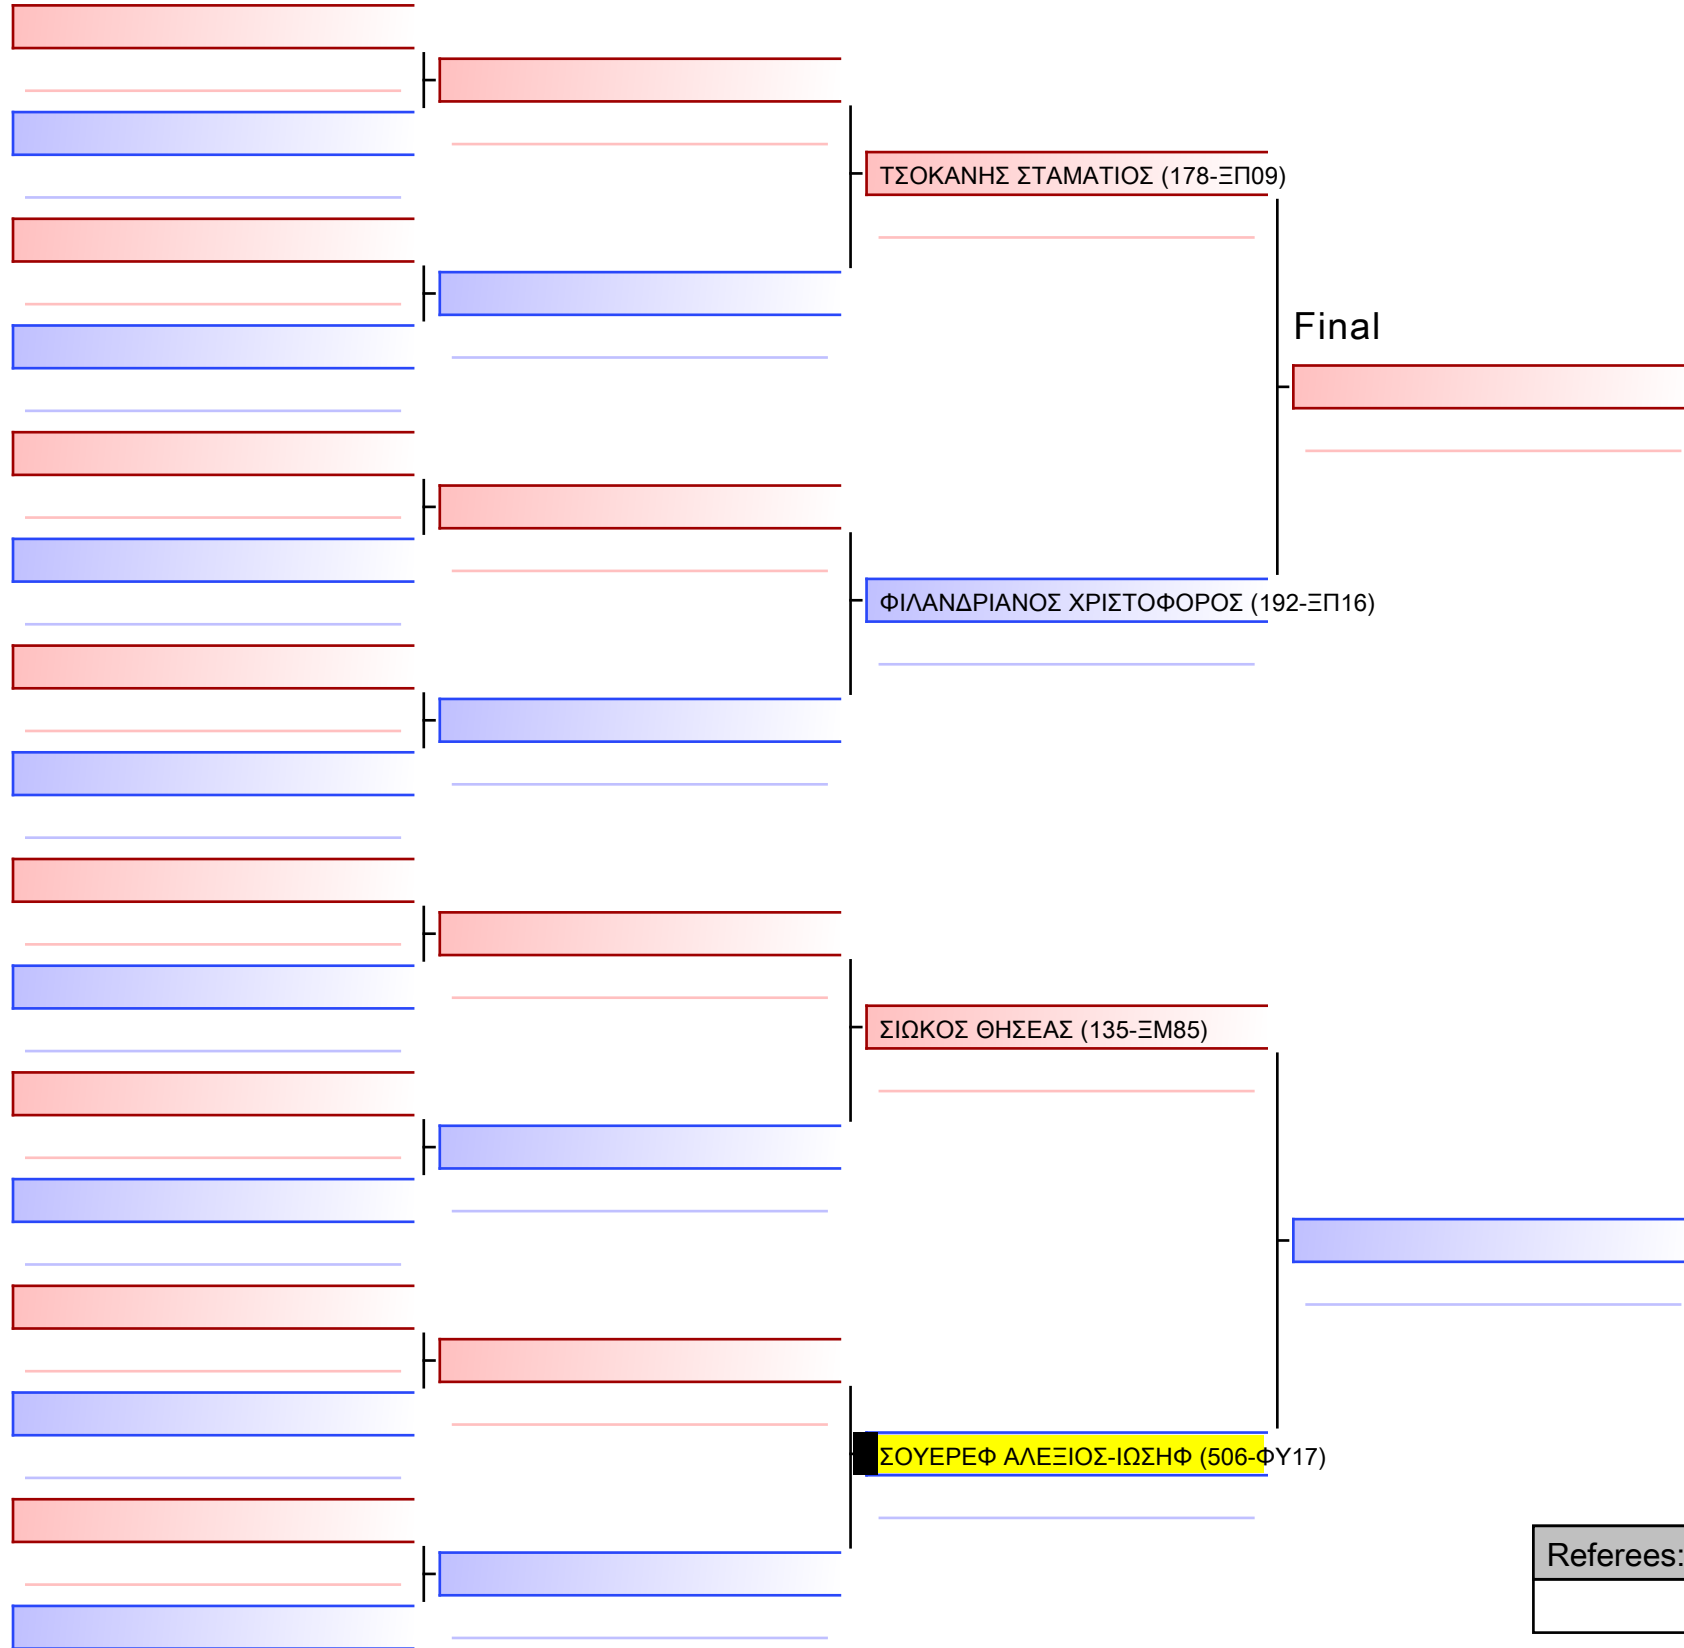 ΤΣΟΚΑΝΗΣ ΣΤΑΜΑΤΙΟΣ (178-ΞΠ09)
Final
ΦΙΛΑΝΔΡΙΑΝΟΣ ΧΡΙΣΤΟΦΟΡΟΣ (192-ΞΠ16)
ΣΙΩΚΟΣ ΘΗΣΕΑΣ (135-ΞΜ85)
ΣΟΥΕΡΕΦ ΑΛΕΞΙΟΣ-ΙΩΣΗΦ (506-ΦΥ17)
Referees: